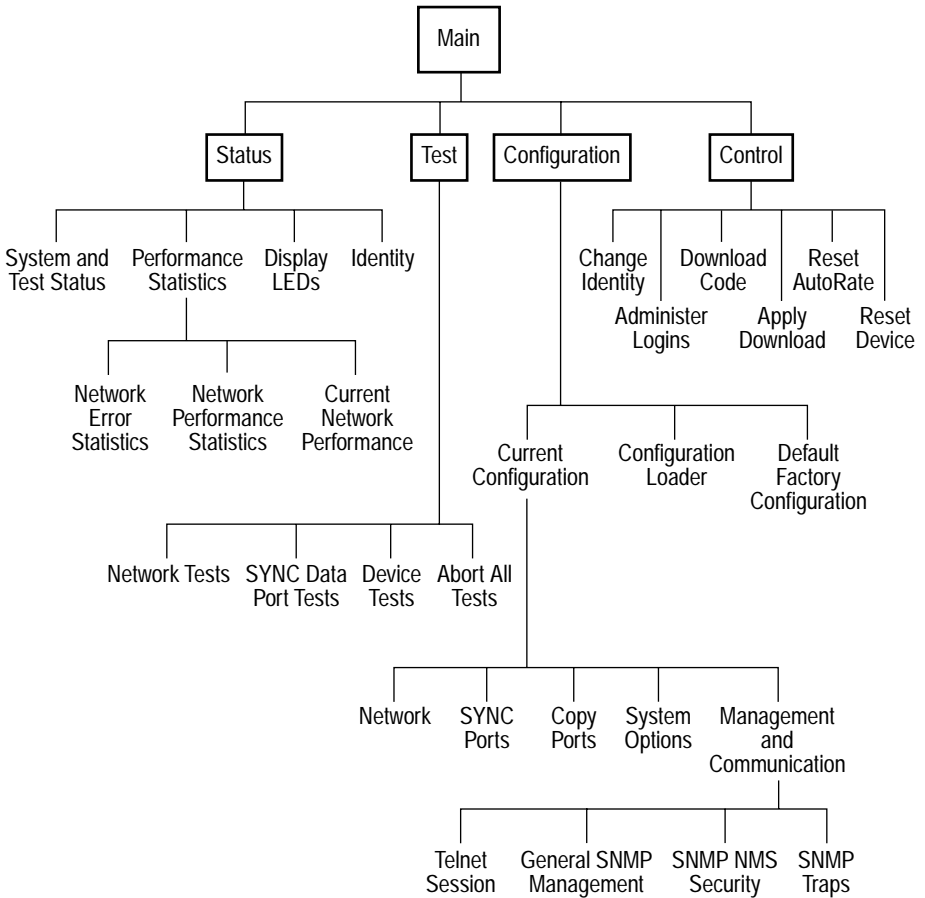 Main
Status
Test
Configuration
Control
System and
Test Status
Performance
Statistics
Display
LEDs
Identity
Change
Identity
Administer
Logins
Download
Code
Apply
Download
Reset
AutoRate
Reset
Device
Network
Error
Statistics
Network
Performance
Statistics
Current
Network
Performance
Current
Configuration
Configuration
Loader
Default
Factory
Configuration
Network Tests
SYNC Data
Port Tests
Device
Tests
Abort All
Tests
Network
SYNC
Ports
Copy
Ports
System
Options
Management
and
Communication
Telnet
Session
General SNMP
Management
SNMP NMS
Security
SNMP
Traps